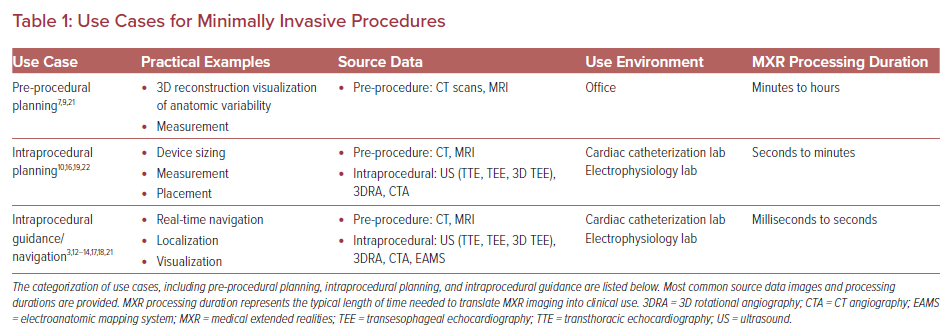 Table 1: Use Cases for Minimally Invasive Procedures
Use Case Practical Examples Source Data Use Environment MXR Processing Duration
Pre-procedural planning7,9,21
• 3D reconstruction visualization of anatomic variability
• Measurement
• Pre-procedure: CT scans, MRI
Office
Minutes to hours
Intraprocedural planning10,16,19,22
• Device sizing
• Measurement
• Placement
• Pre-procedure: CT, MRI
• Intraprocedural: US (TTE, TEE, 3D TEE), 3DRA, CTA
Cardiac catheterization lab
Electrophysiology lab
Seconds to minutes
Intraprocedural guidance/navigation3,12–14,17,18,21
• Real-time navigation
• Localization
• Visualization
• Pre-procedure: CT, MRI
• Intraprocedural: US (TTE, TEE, 3D TEE), 3DRA, CTA, EAMS
Cardiac catheterization lab
Electrophysiology lab
Milliseconds to seconds
The categorization of use cases, including pre-procedural planning, intraprocedural planning, and intraprocedural guidance are listed below. Most common source data images and processing
durations are provided. MXR processing duration represents the typical length of time needed to translate MXR imaging into clinical use. 3DRA = 3D rotational angiography; CTA = CT angiography; EAMS
= electroanatomic mapping system; MXR = medical extended realities; TEE = transesophageal echocardiography; TTE = transthoracic echocardiography; US = ultrasound.